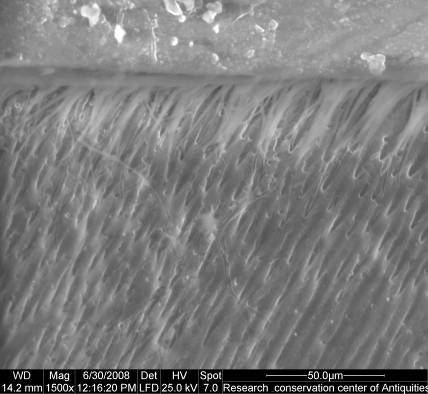 WD Mag 6/30/2008 Det HV Spot 50.0µm
14.2 mm 1500x 12:16:20 PM LFD 25.0 kV 7.0 Research conservation center of Antiquities